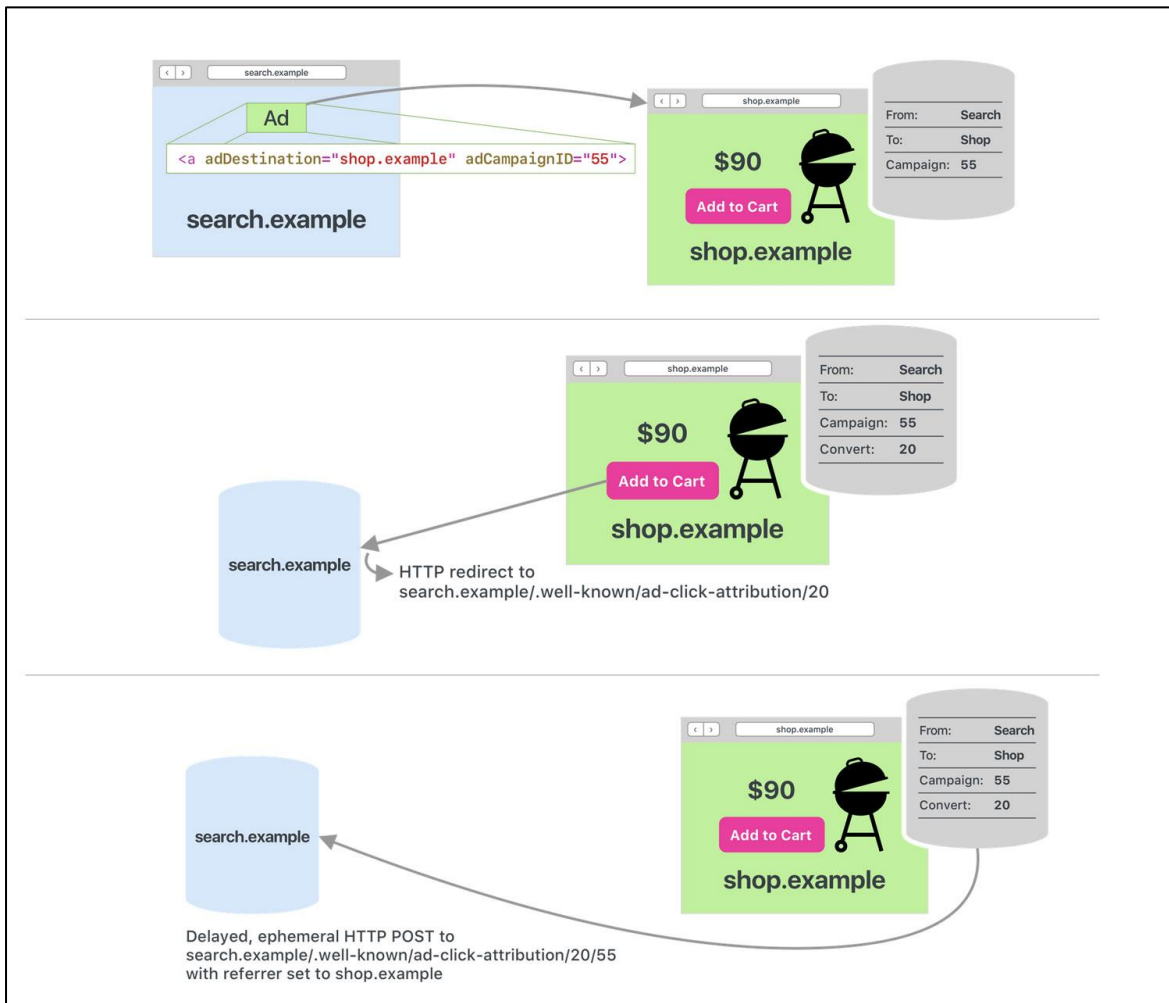 search.example
Ad
<a adDestination="shop.example" adCampaignID="55">
search.example
shop.example
$90
Add to Cart
shop.example
From: Search
To: Shop
Campaign: 55
shop.example
$90
Add to Cart
shop.example
From: Search
To: Shop
Campaign: 55
Convert: 20
search.example
HTTP redirect to
search.example/.well-known/ad-click-attribution/20
shop.example
$90
Add to Cart
shop.example
From: Search
To: Shop
Campaign: 55
Convert: 20
search.example
Delayed, ephemeral HTTP POST to
search.example/.well-known/ad-click-attribution/20/55
with referrer set to shop.example